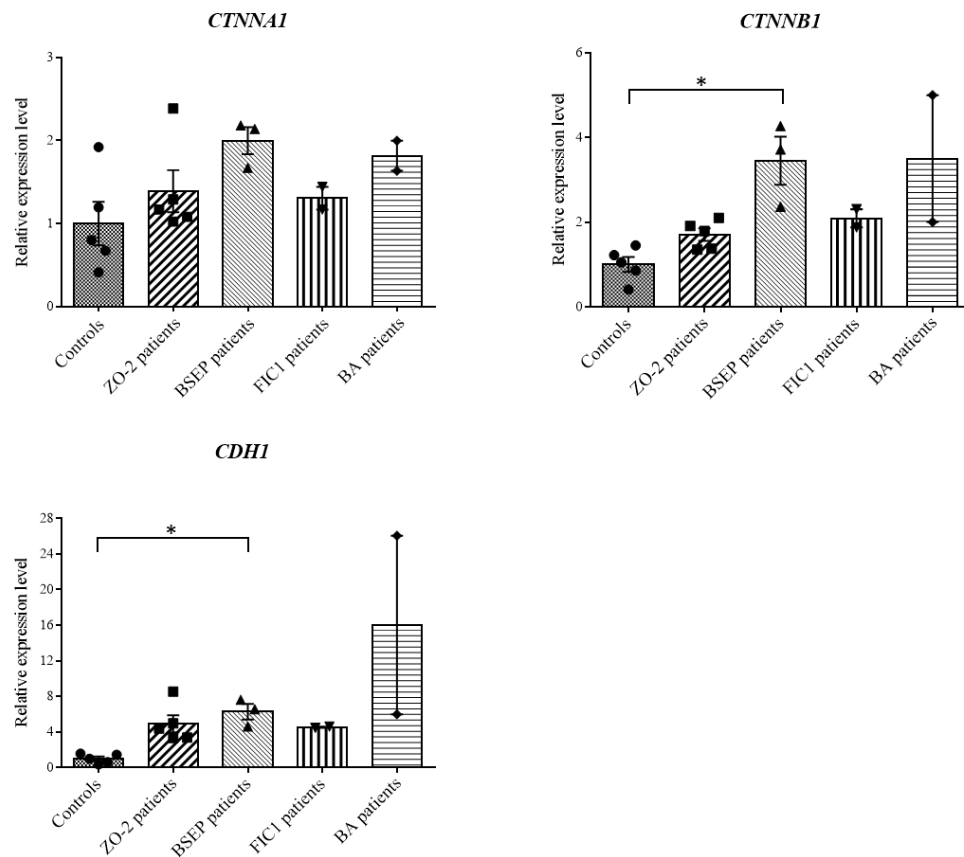 CTNNA1
Relative expression level
3
2
1
0
Controls
ZO-2 patients
BSEP patients
FIC1 patients
BA patients
CTNNB1
Relative expression level
6
4
2
0
*
Controls
ZO-2 patients
BSEP patients
FIC1 patients
BA patients
CDH1
Relative expression level
28
24
20
16
12
8
4
0
*
Controls
ZO-2 patients
BSEP patients
FIC1 patients
BA patients